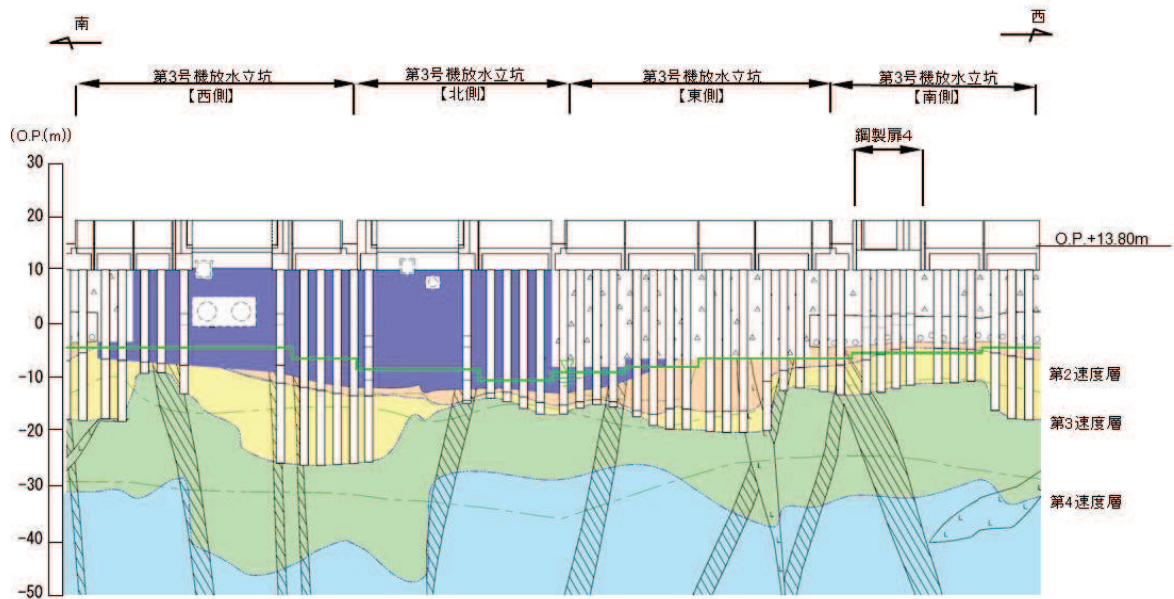 南
西
第3号機放水立坑
【西側】
第3号機放水立坑
【北側】
第3号機放水立坑
【東側】
第3号機放水立坑
【南側】
鋼製扉4
(O.P.(m))
30
20
10
0
-10
-20
-30
-40
-50
O.P.+13.80m
第2速度層
第3速度層
第4速度層
L
L
L
L
L
L
L